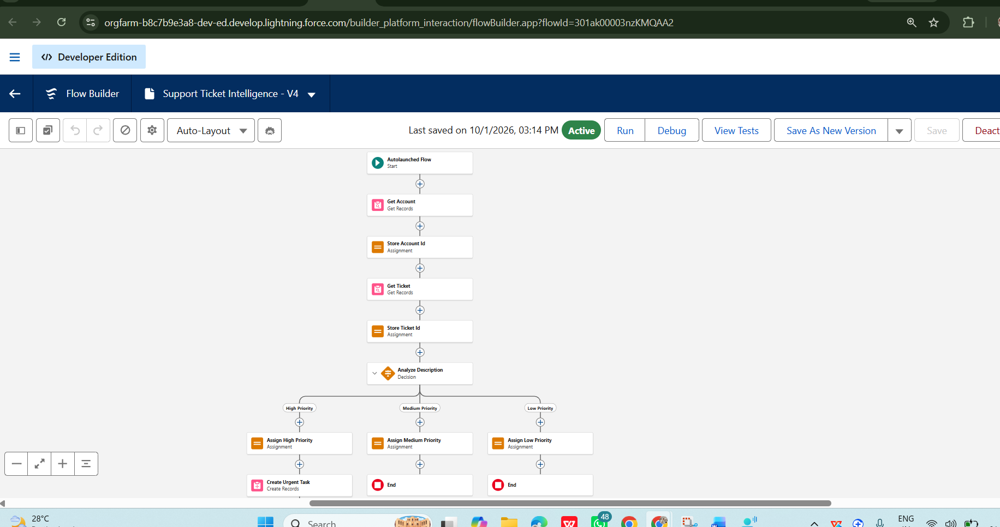 orgfarm-b8c7b9e3a8-dev-ed.develop.lightning.force.com/builder_platform_interaction/flowBuilder.app?flowId=301ak00003nzKMQAA2
</> Developer Edition
Flow Builder
Support Ticket Intelligence - V4
Auto-Layout
Last saved on 10/1/2026, 03:14 PM
Active
Run
Debug
View Tests
Save As New Version
Save
Deact
Autolaunched Flow
Start
Get Account
Get Records
Store Account Id
Assignment
Get Ticket
Get Records
Store Ticket Id
Assignment
Analyze Description
Decision
High Priority
Medium Priority
Low Priority
Assign High Priority
Assignment
Assign Medium Priority
Assignment
Assign Low Priority
Assignment
Create Urgent Task
Create Records
End
End
28°C
Search
48
ENG